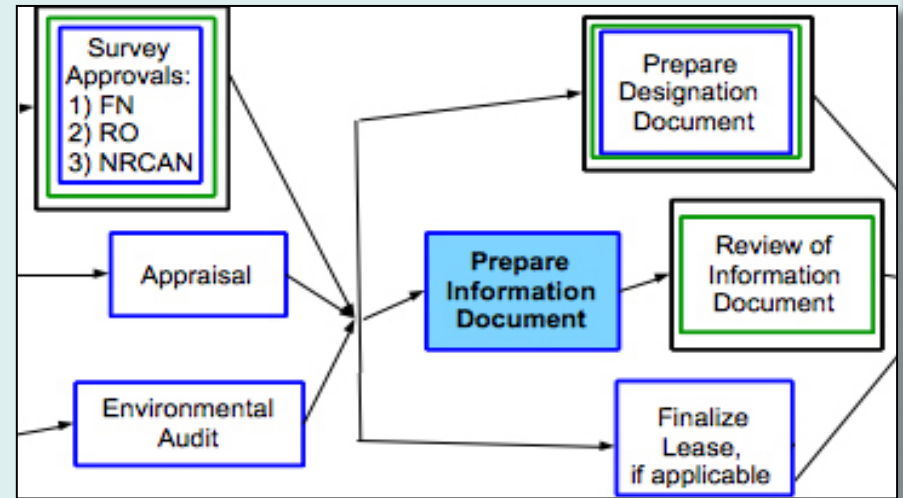 Survey
Approvals:
1) FN
2) RO
3) NRCAN
Appraisal
Environmental
Audit
Prepare
Designation
Document
Prepare
Information
Document
Review of
Information
Document
Finalize
Lease,
if applicable